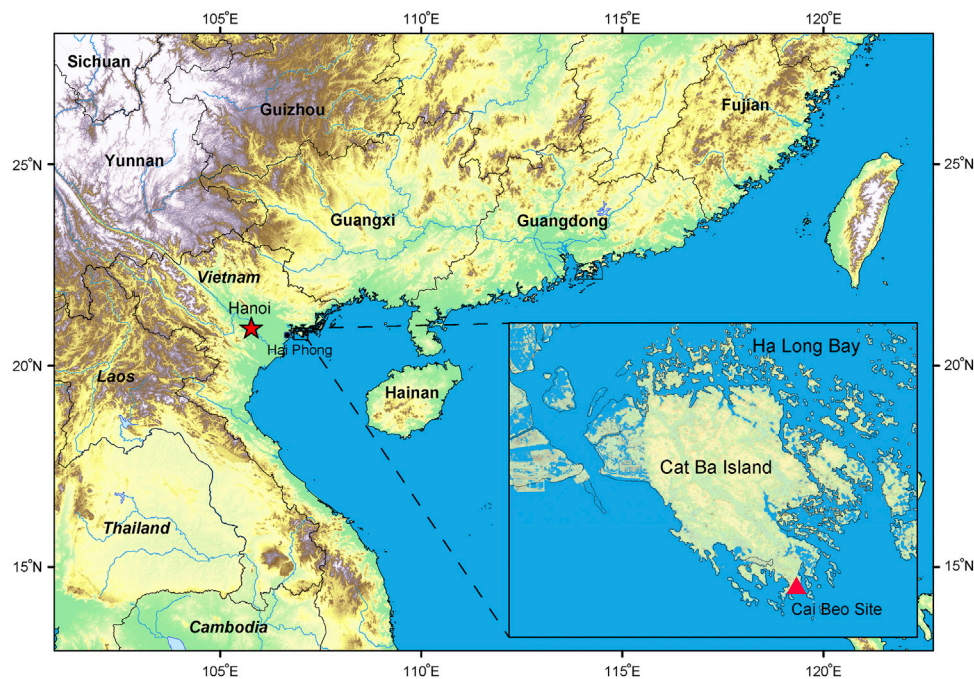 105°E 110°E 115°E 120°E
Sichuan
Guizhou
Fujian
Yunnan
25°N 25°N
Guangxi
Guangdong
Vietnam
Hanoi
Hai Phong
Ha Long Bay
20°N 20°N
Laos
Hainan
Cat Ba Island
Thailand
15°N 15°N
Cai Beo Site
Cambodia
105°E 110°E 115°E 120°E